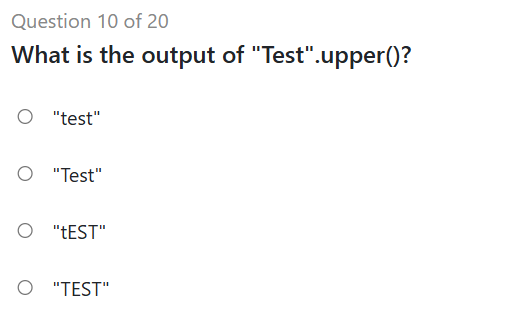 Question 10 of 20
What is the output of "Test".upper()?
"test"
"Test"
"tEST"
"TEST"